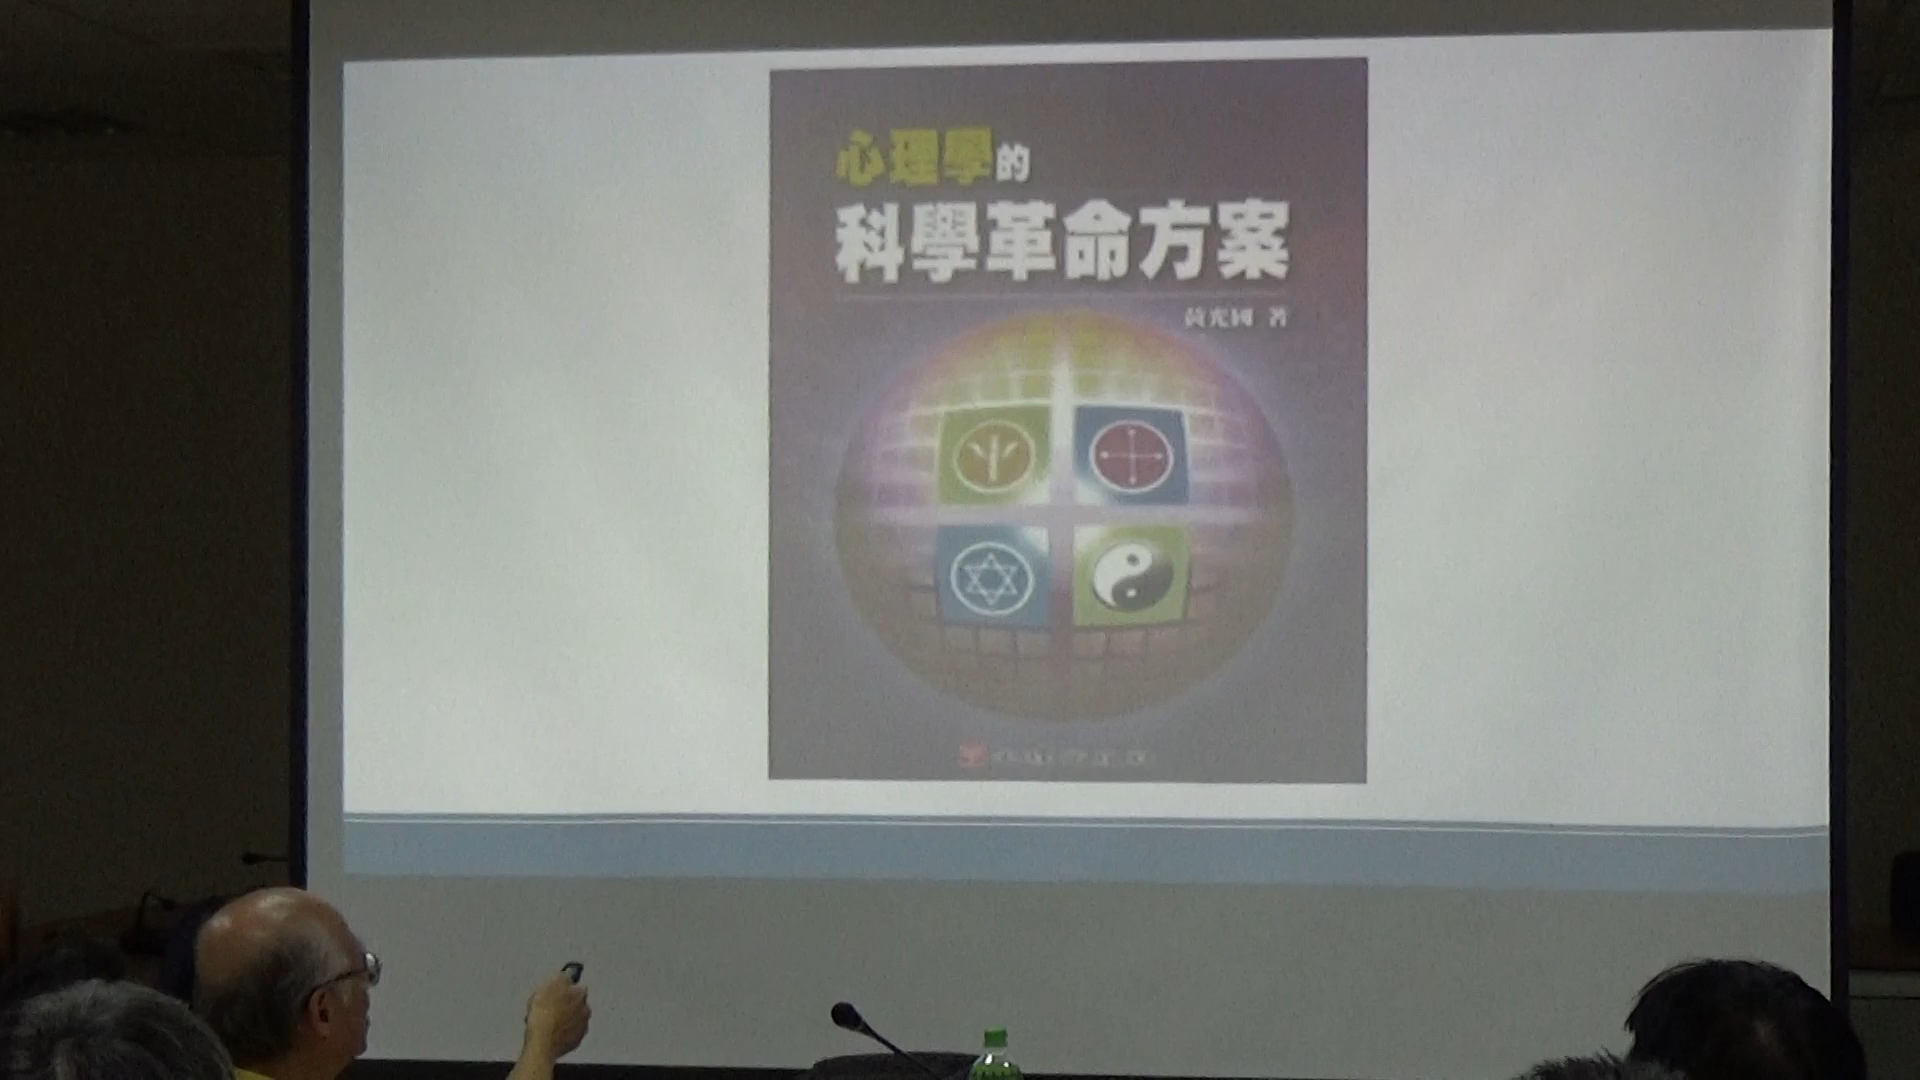 心理學的
科學革命方案
黃光國 著